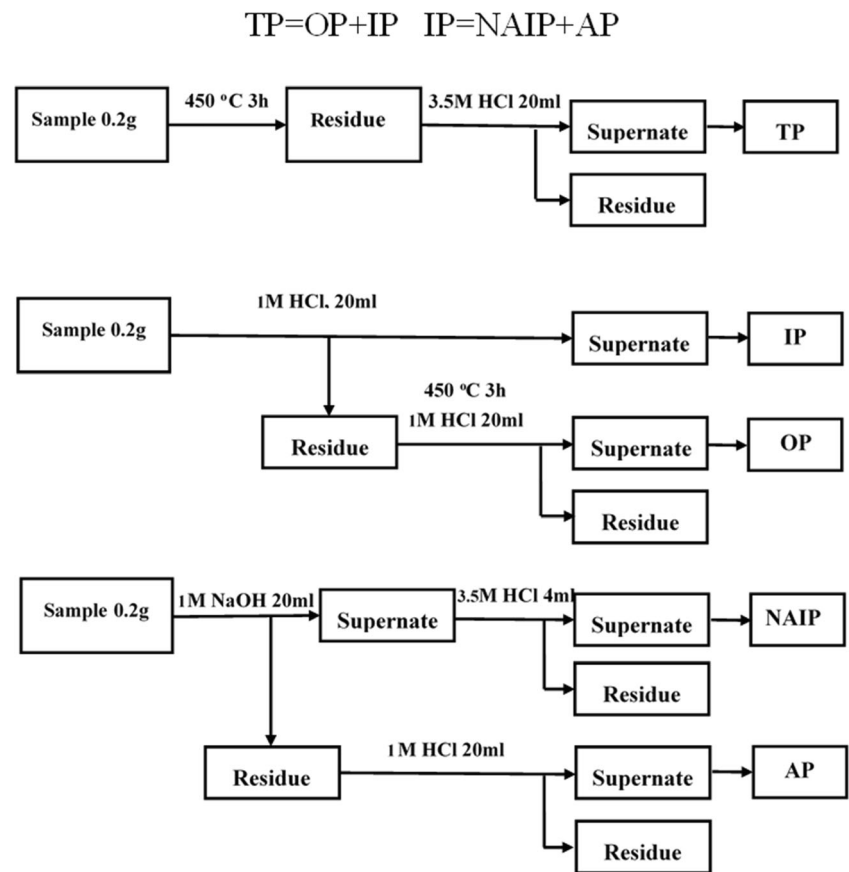 TP=OP+IP IP=NAIP+AP
450 °C 3h
3.5M HCl 20ml
Sample 0.2g
Residue
Supernate
TP
Residue
1M HCl, 20ml
Sample 0.2g
Supernate
IP
450 °C 3h
1M HCl 20ml
Residue
Supernate
OP
Residue
Sample 0.2g
1M NaOH 20ml
Supernate
3.5M HCl 4ml
Supernate
NAIP
Residue
1M HCl 20ml
Residue
Supernate
AP
Residue